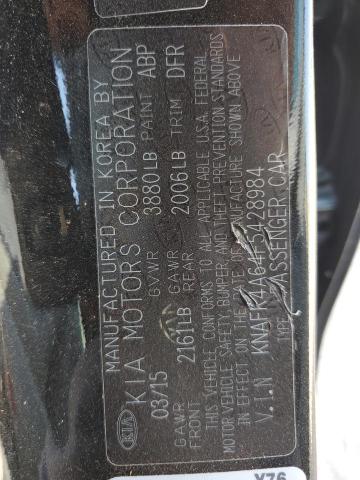 MANUFACTURED IN KOREA BY
KIA KIA MOTORS CORPORATION
03/15 GVWR 3880LB PAINT ABP
GAWR FRONT 2161LB GAWR REAR 2006LB TRIM DFR
THIS VEHICLE CONFORMS TO ALL APPLICABLE U.S.A. FEDERAL
MOTOR VEHICLE SAFETY BUMPER AND THEFT PREVENTION STANDARDS
IN EFFECT ON THE DATE OF MANUFACTURE SHOWN ABOVE
V.I.N 5428984
PASSENGER CAR